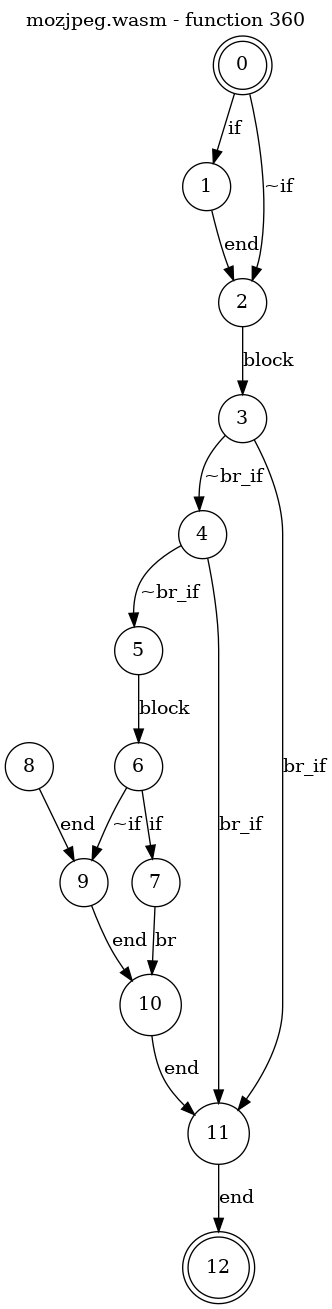 mozjpeg.wasm - function 360
0
if
~if
1
end
2
block
3
~br_if
4
~br_if
5
block
br_if
8
6
end
~if
if
br_if
9
7
end
br
10
end
11
end
12